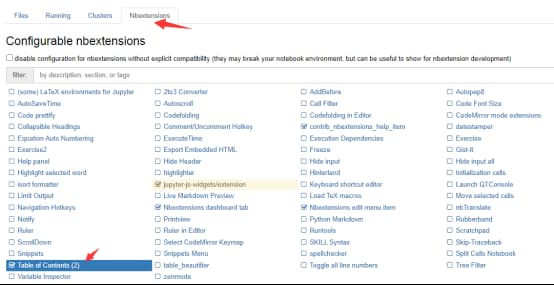 Files Running Clusters Nbextensions
Configurable nbextensions
disable configuration for nbextensions without explicit compatibility (they may break your notebook environment, but can be useful to show for nbextension development)
filter: by description, section, or tags
(some) LaTeX environments for Jupyter 2to3 Converter AddBefore Autopep8
AutoSaveTime Autoscroll Cell Filter Code Font Size
Code prettify Codefolding Codefolding in Editor CodeMirror mode extensions
Collapsible Headings Comment/Uncomment Hotkey contrib_nbextensions_help_item datestamper
Equation Auto Numbering ExecuteTime Execution Dependencies Exercise
Exercise2 Export Embedded HTML Freeze Gist-it
Help panel Hide Header Hide input Hide input all
Highlight selected word highlighter Hinterland Initialization cells
isort formatter jupyter-js-widgets/extension Keyboard shortcut editor Launch QTConsole
Limit Output Live Markdown Preview Load TeX macros Move selected cells
Navigation Hotkeys Nbextensions dashboard tab Nbextensions edit menu item nbTranslate
Notify Printview Python Markdown Rubberband
Ruler Ruler in Editor Runtools Scratchpad
ScrollDown Select CodeMirror Keymap SKILL Syntax Skip-Traceback
Snippets Snippets Menu spellchecker Split Cells Notebook
Table of Contents (2) table_beautifier Toggle all line numbers Tree Filter
Variable Inspector zenmode